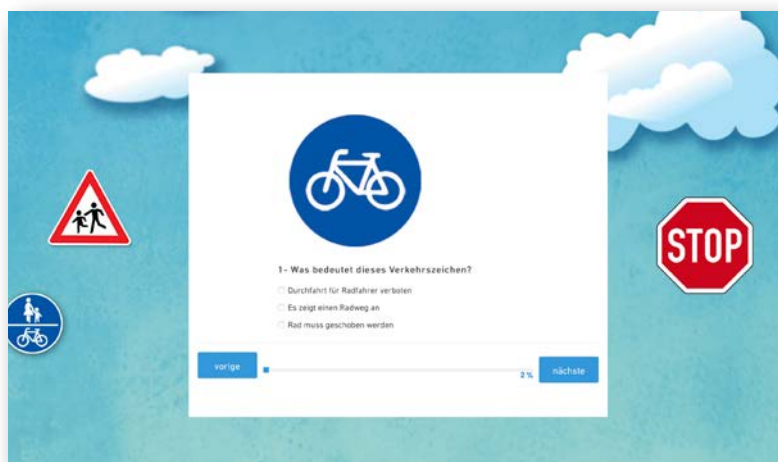 STOP
1- Was bedeutet dieses Verkehrszeichen?
Durchfahrt für Radfahrer verboten
Es zeigt einen Radweg an
Rad muss geschoben werden
vorige
2 %
nächste